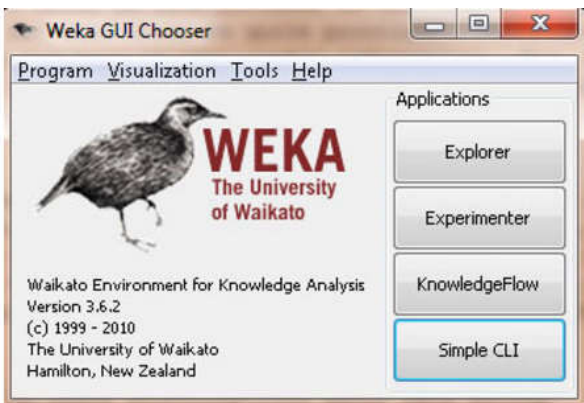 Weka GUI Chooser
Program Visualization Tools Help
Applications
WEKA
The University
of Waikato
Explorer
Experimenter
KnowledgeFlow
Simple CLI
Waikato Environment for Knowledge Analysis
Version 3.6.2
(c) 1999 - 2010
The University of Waikato
Hamilton, New Zealand